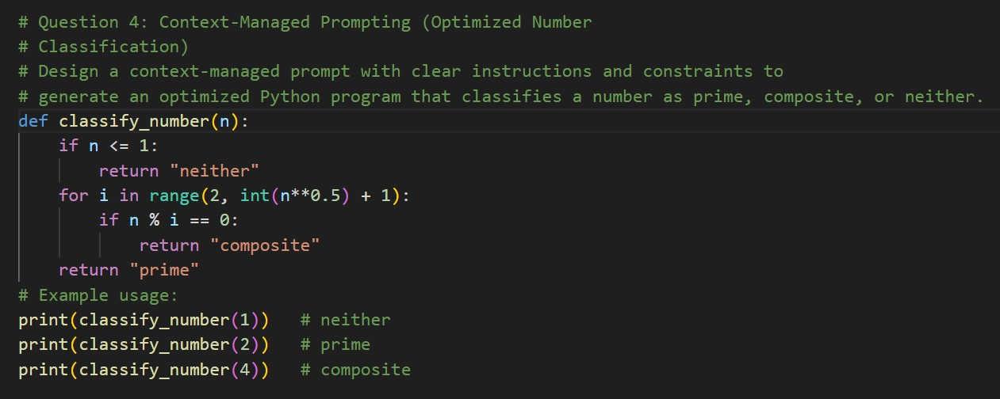 # Question 4: Context-Managed Prompting (Optimized Number
# Classification)
# Design a context-managed prompt with clear instructions and constraints to
# generate an optimized Python program that classifies a number as prime, composite, or neither.
def classify_number(n):
    if n <= 1:
        return "neither"
    for i in range(2, int(n**0.5) + 1):
        if n % i == 0:
            return "composite"
    return "prime"
# Example usage:
print(classify_number(1))   # neither
print(classify_number(2))   # prime
print(classify_number(4))   # composite